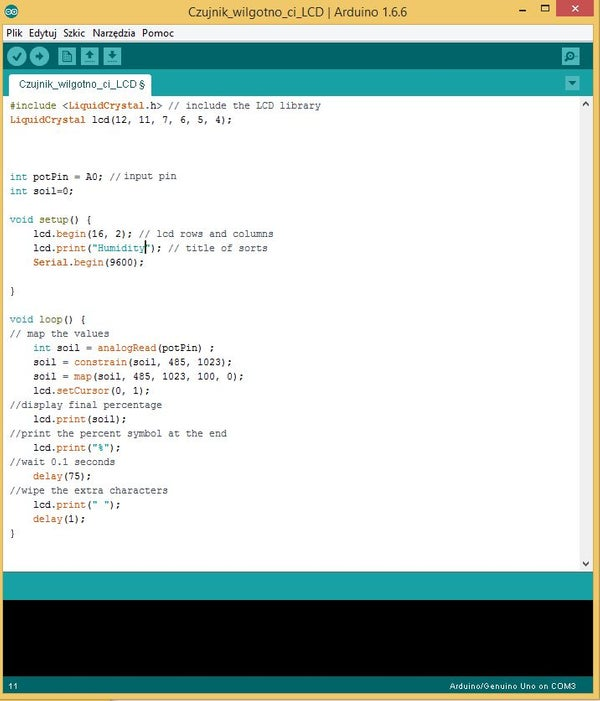 Czujnik_wilgotno_ci_LCD | Arduino 1.6.6
Plik Edytuj Szkic Narzędzia Pomoc
Czujnik_wilgotno_ci_LCD §
#include <LiquidCrystal.h> // include the LCD library
LiquidCrystal lcd(12, 11, 7, 6, 5, 4);
int potPin = A0; // input pin
int soil=0;
void setup() {
lcd.begin(16, 2); // lcd rows and columns
lcd.print("Humidity"); // title of sorts
Serial.begin(9600);
}
void loop() {
// map the values
int soil = analogRead(potPin) ;
soil = constrain(soil, 485, 1023);
soil = map(soil, 485, 1023, 100, 0);
lcd.setCursor(0, 1);
//display final percentage
lcd.print(soil);
//print the percent symbol at the end
lcd.print("%");
//wait 0.1 seconds
delay(75);
//wipe the extra characters
lcd.print(" ");
delay(1);
}
11
Arduino/Genuino Uno on COM3